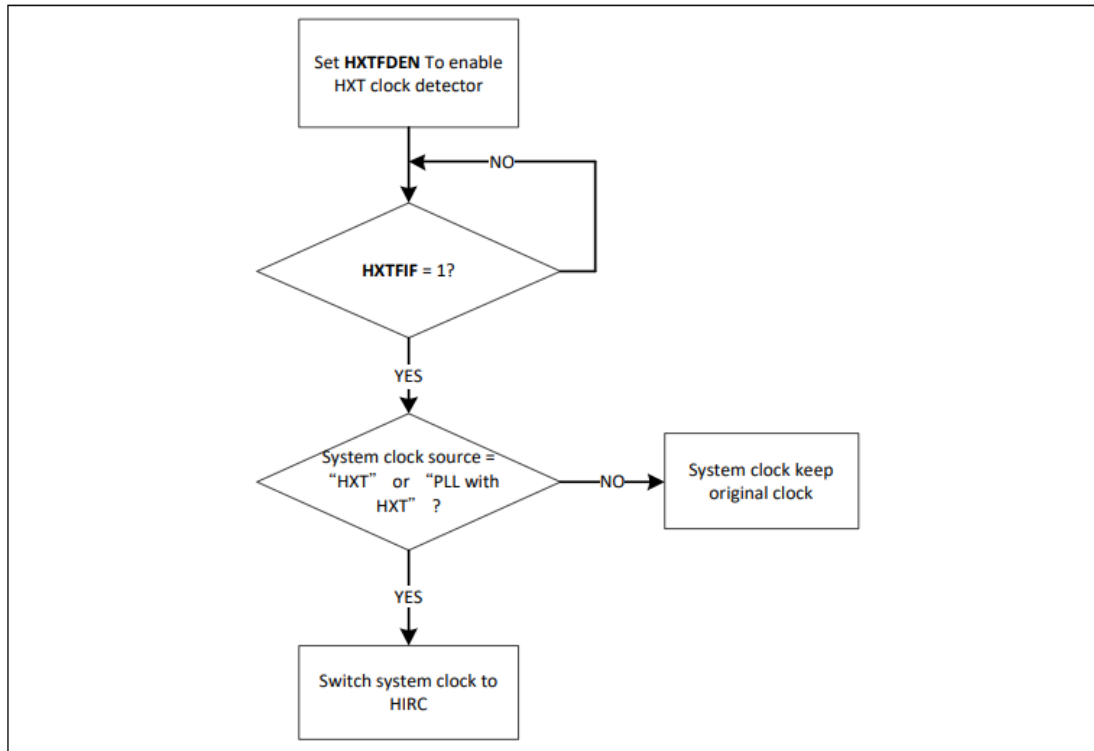 Set HXTFDEN To enable
HXT clock detector
NO
HXTFIF = 1?
YES
System clock source =
“HXT” or “PLL with
HXT” ?
NO
System clock keep
original clock
YES
Switch system clock to
HIRC